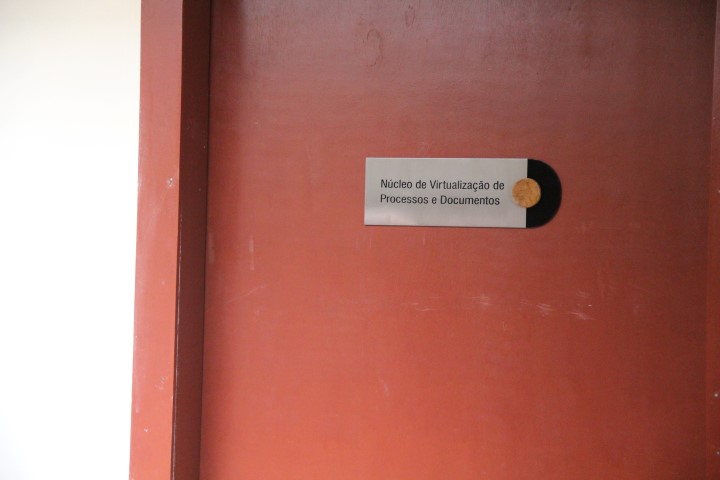 Núcleo de Virtualização de
Processos e Documentos